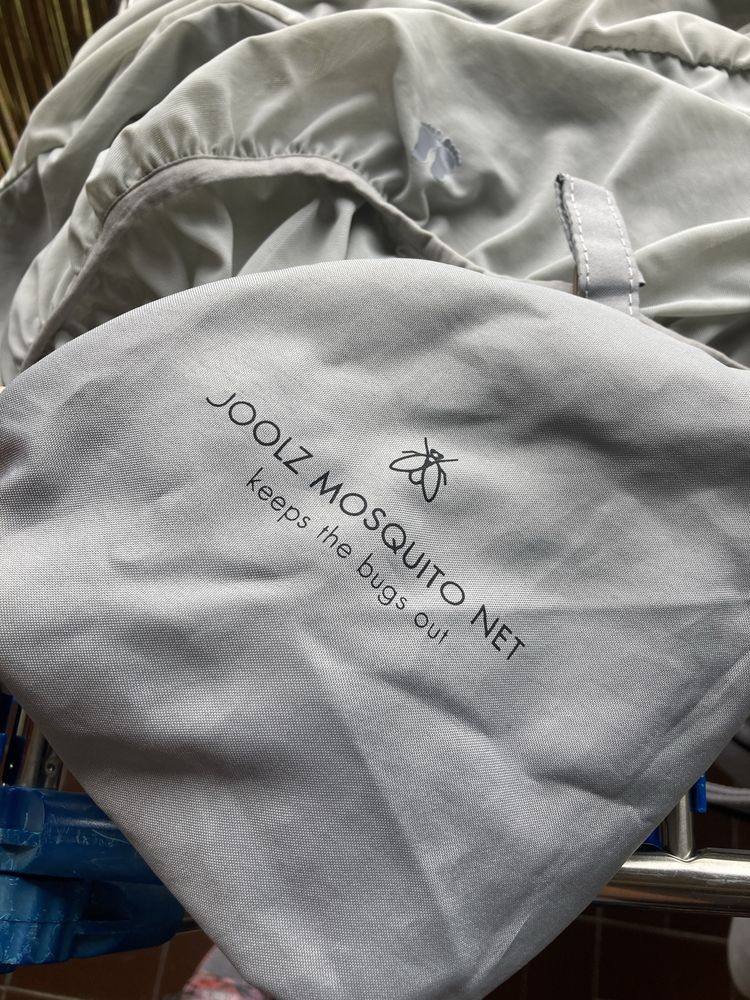 JOOLZ MOSQUITO NET
keeps the bugs out